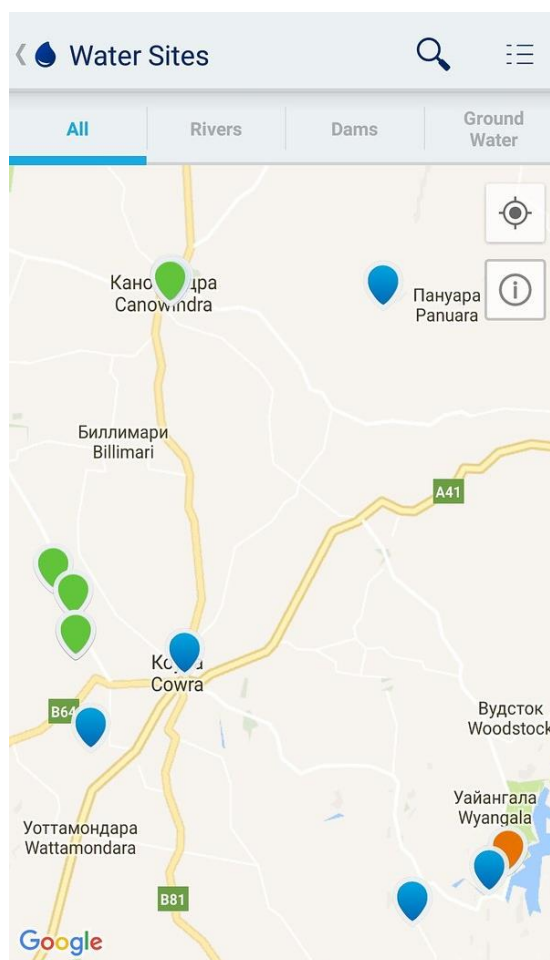 Water Sites
All
Rivers
Dams
Ground
Water
Canowindra
Пануара
Panuara
Биллимари
Billimari
A41
Cowra
B64
Вудсток
Woodstock
Уайангала
Wyangala
Уоттамондара
Wattamondara
B81
Google